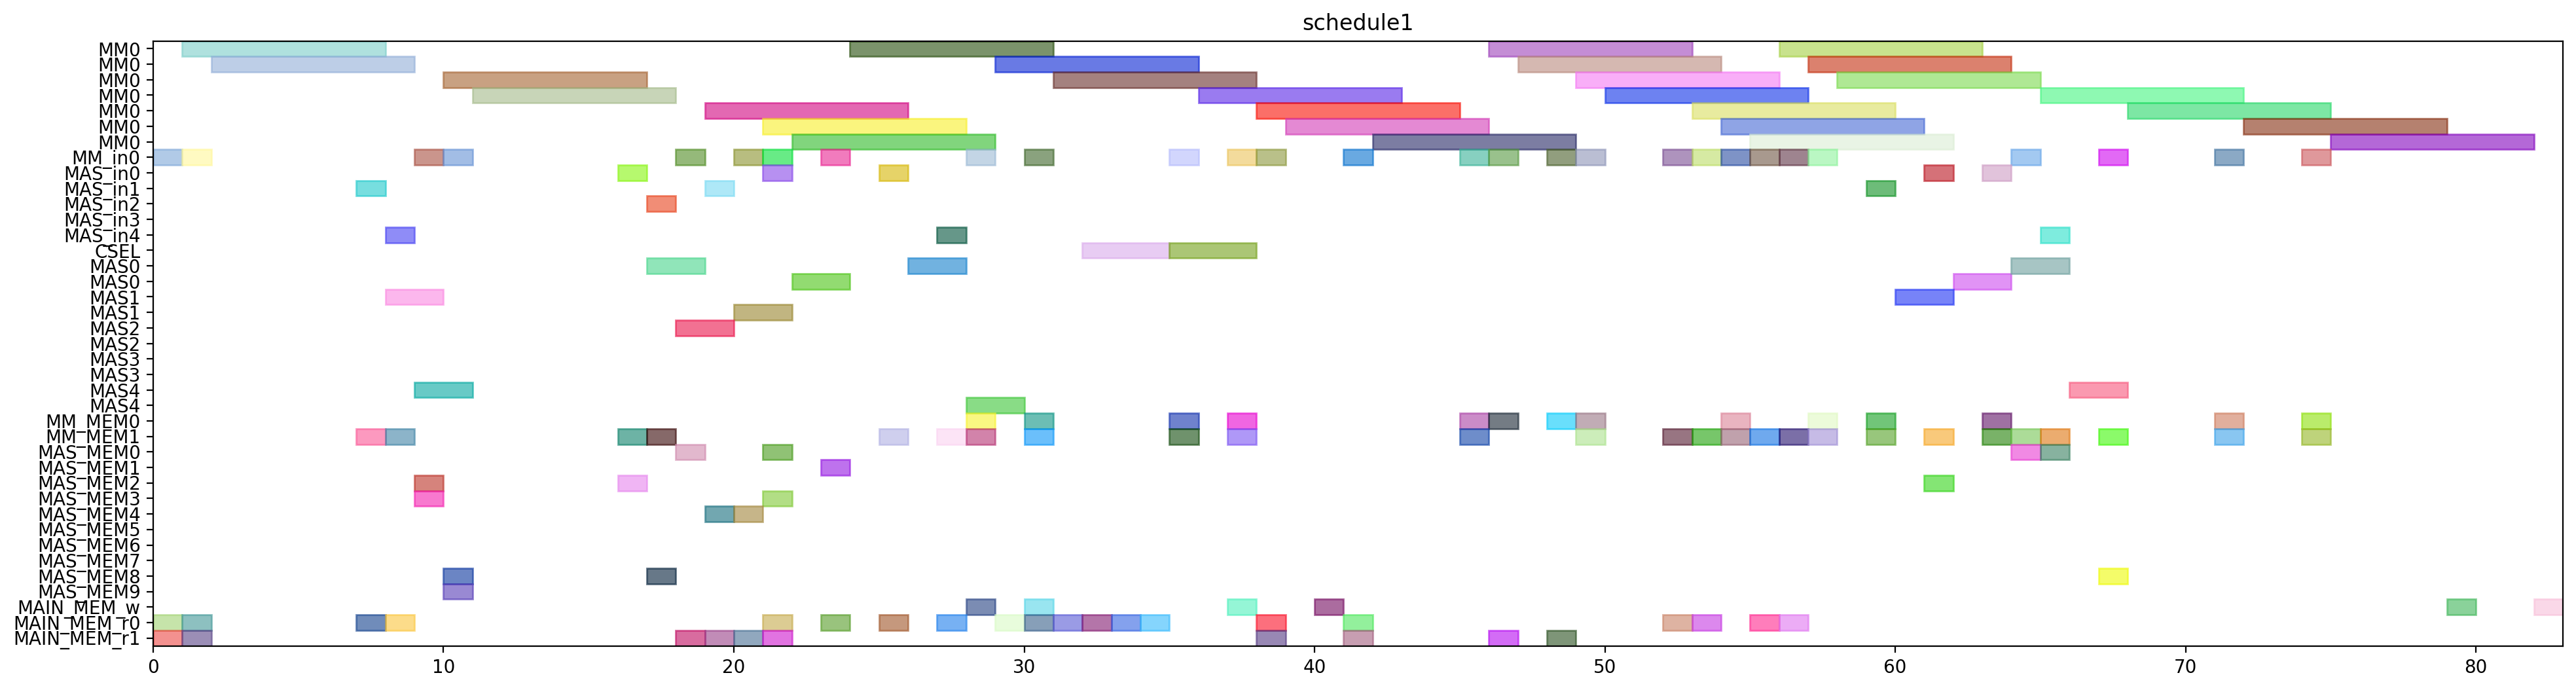 schedule1
MM0
MM0
MM0
MM0
MM0
MM0
MM0
MM_in0
MAS_in0
MAS_in1
MAS_in2
MAS_in3
MAS_in4
CSEL
MAS0
MAS0
MAS1
MAS1
MAS2
MAS2
MAS3
MAS3
MAS4
MAS4
MM_MEM0
MM_MEM1
MAS_MEM0
MAS_MEM1
MAS_MEM2
MAS_MEM3
MAS_MEM4
MAS_MEM5
MAS_MEM6
MAS_MEM7
MAS_MEM8
MAS_MEM9
MAIN_MEM_w
MAIN_MEM_r0
MAIN_MEM_r1
0 10 20 30 40 50 60 70 80